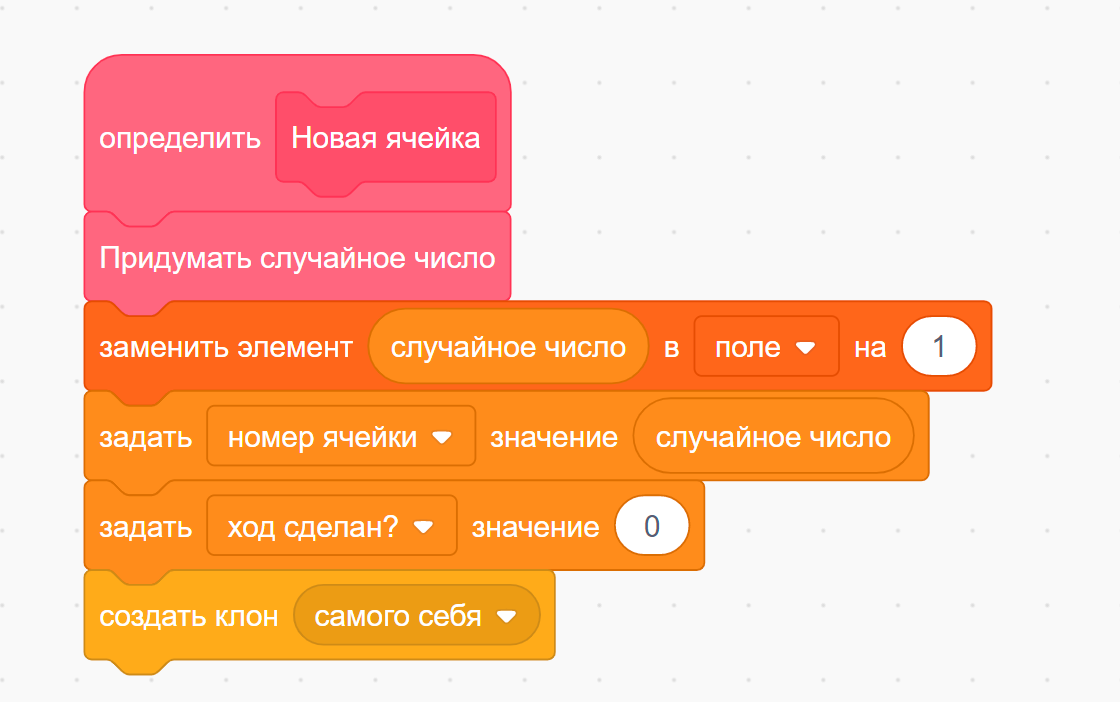 определить Новая ячейка
Придумать случайное число
заменить элемент случайное число в поле на 1
задать номер ячейки значение случайное число
задать ход сделан? значение 0
создать клон самого себя